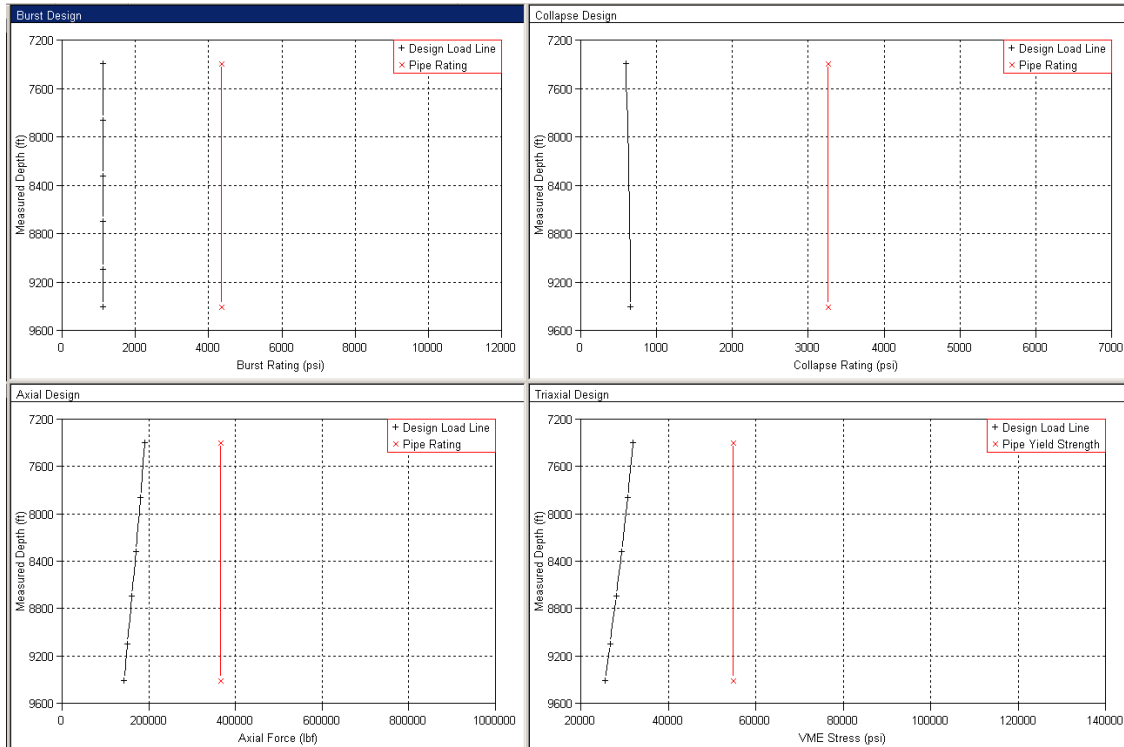 Burst Design
Design Load Line
Pipe Rating
7200
7600
8000
8400
8800
9200
9600
Measured Depth (ft)
0 2000 4000 6000 8000 10000 12000
Burst Rating (psi)
Collapse Design
Design Load Line
Pipe Rating
7200
7600
8000
8400
8800
9200
9600
Measured Depth (ft)
0 1000 2000 3000 4000 5000 6000 7000
Collapse Rating (psi)
Axial Design
Design Load Line
Pipe Rating
7200
7600
8000
8400
8800
9200
9600
Measured Depth (ft)
0 200000 400000 600000 800000 1000000
Axial Force (lbf)
Triaxial Design
Design Load Line
Pipe Yield Strength
7200
7600
8000
8400
8800
9200
9600
Measured Depth (ft)
20000 40000 60000 80000 100000 120000 140000
VME Stress (psi)